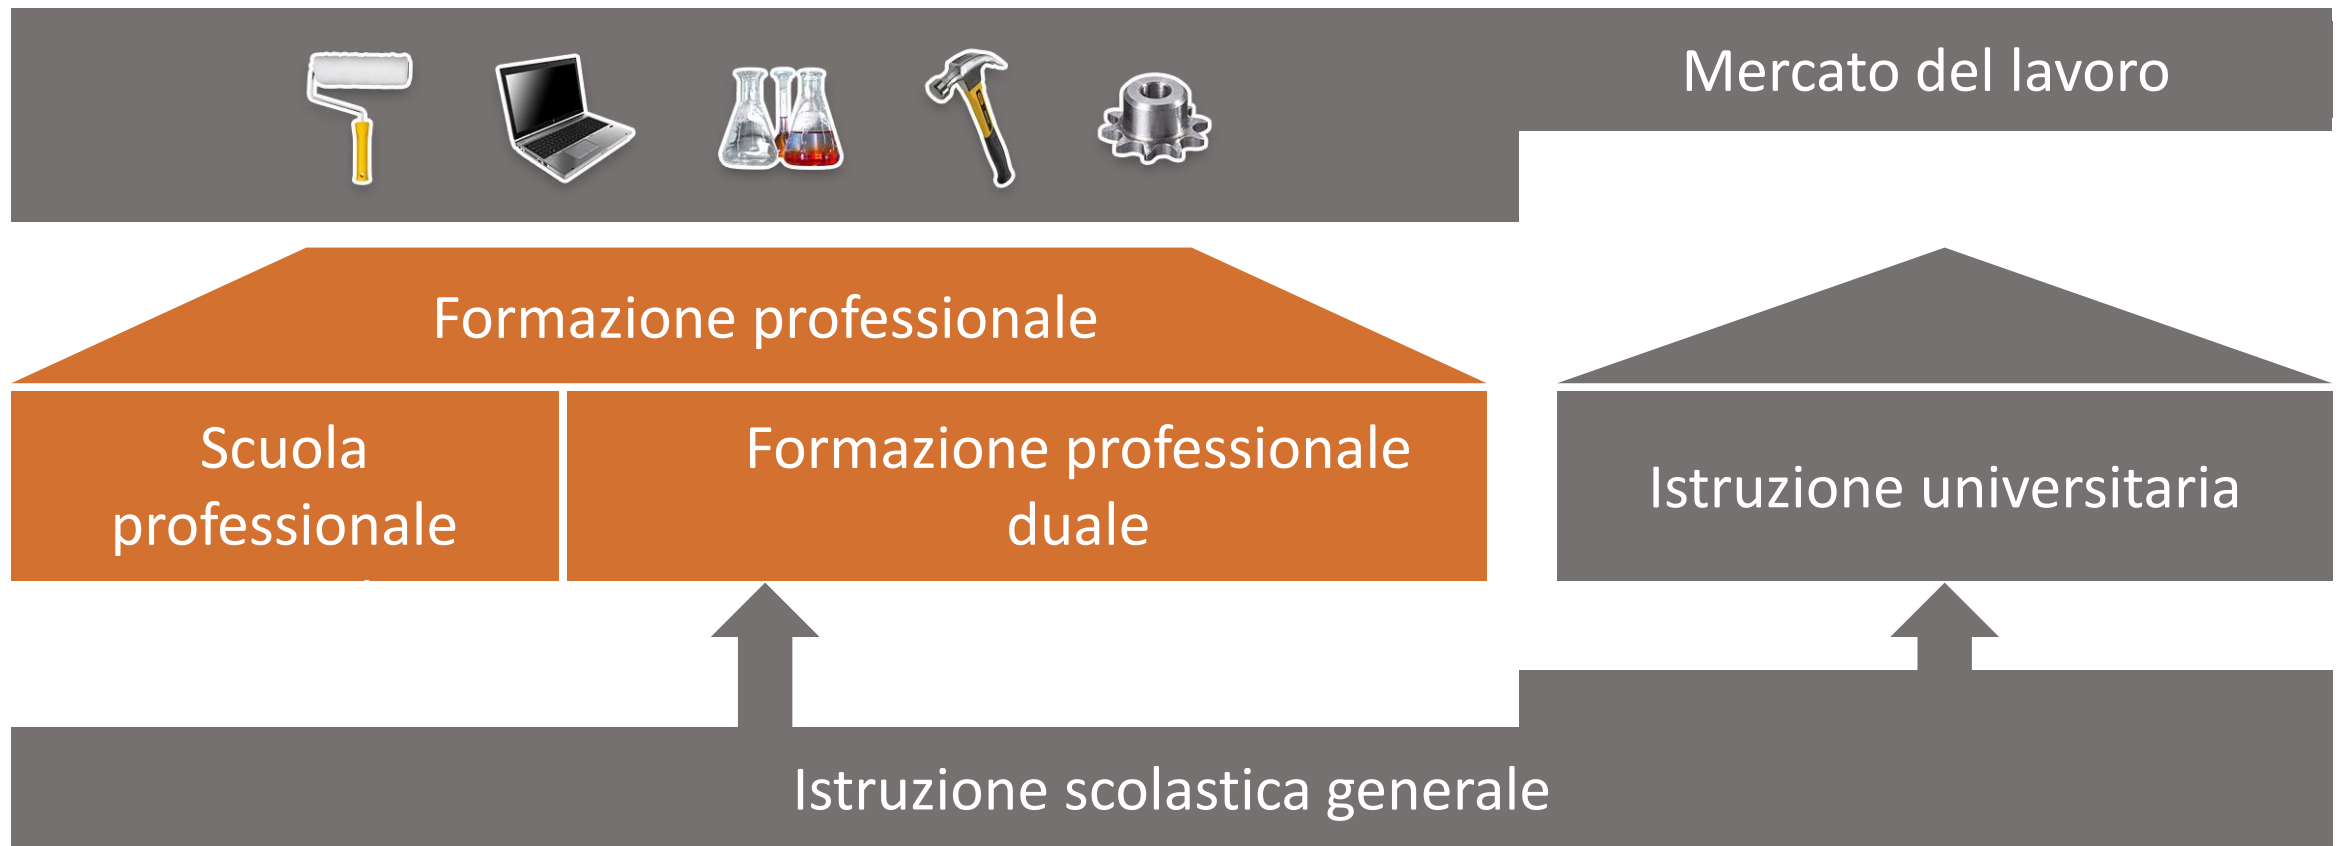 Mercato del lavoro
Formazione professionale
Scuola
professionale
Formazione professionale
duale
Istruzione universitaria
Istruzione scolastica generale